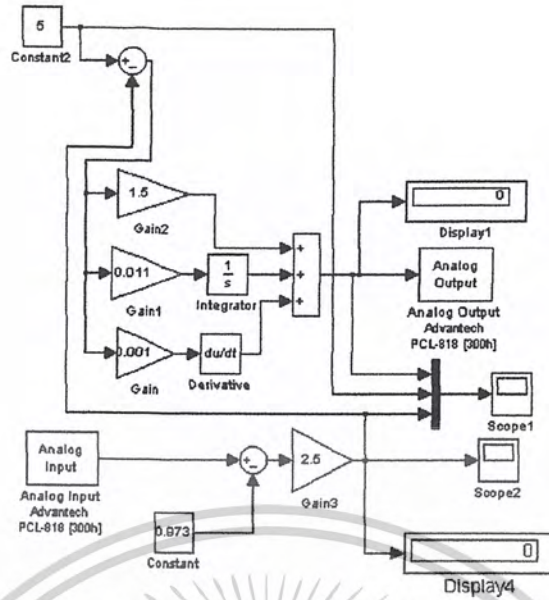 5
Constant2
+
−
1.5
Gain2
0.011
Gain1
1
s
Integrator
0.001
Gain
du/dt
Derivative
+
+
+
0
Display1
Analog
Output
Analog Output
Advantech
PCL-818 [300h]
Scope1
Analog
Input
Analog Input
Advantech
PCL-818 [300h]
+
−
2.5
Gain3
Scope2
0.973
Constant
0
Display4